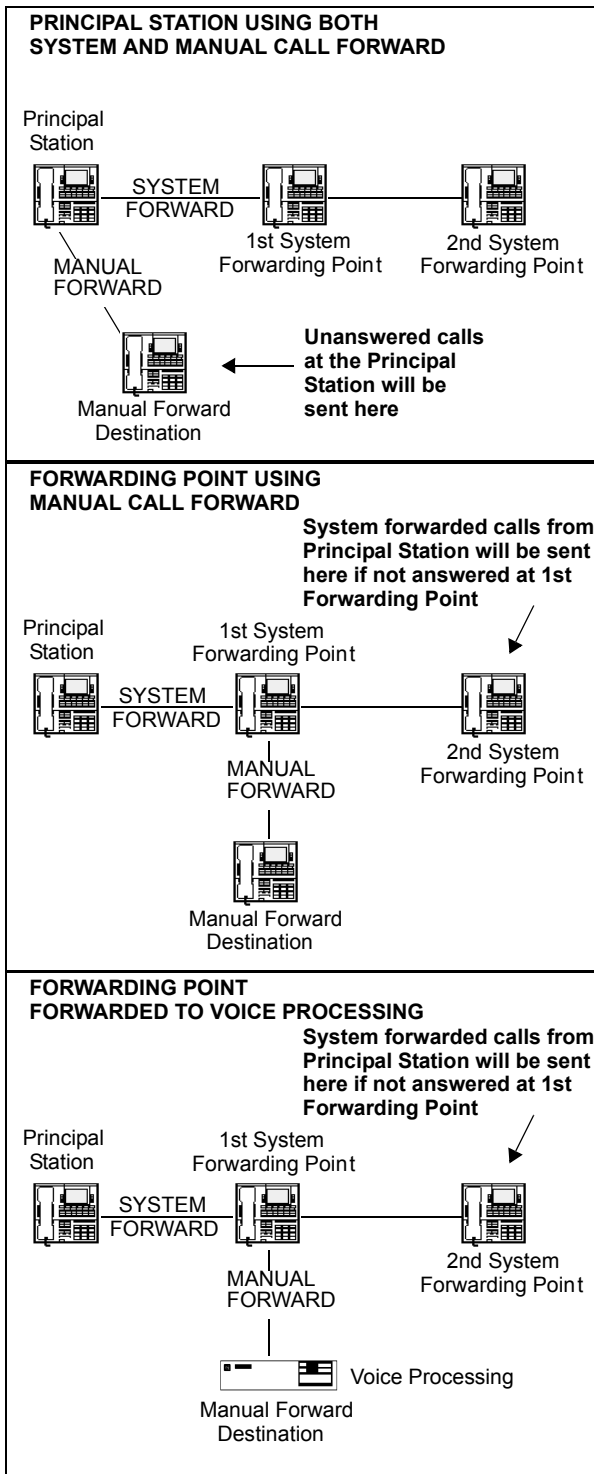 PRINCIPAL STATION USING BOTH
SYSTEM AND MANUAL CALL FORWARD
Principal
Station
SYSTEM
FORWARD
1st System
Forwarding Point
2nd System
Forwarding Point
MANUAL
FORWARD
Manual Forward
Destination
Unanswered calls
at the Principal
Station will be
sent here
FORWARDING POINT USING
MANUAL CALL FORWARD
System forwarded calls from
Principal Station will be sent
here if not answered at 1st
Forwarding Point
Principal
Station
1st System
Forwarding Point
SYSTEM
FORWARD
2nd System
Forwarding Point
MANUAL
FORWARD
Manual Forward
Destination
FORWARDING POINT
FORWARDED TO VOICE PROCESSING
System forwarded calls from
Principal Station will be sent
here if not answered at 1st
Forwarding Point
Principal
Station
1st System
Forwarding Point
SYSTEM
FORWARD
2nd System
Forwarding Point
MANUAL
FORWARD
Voice Processing
Manual Forward
Destination